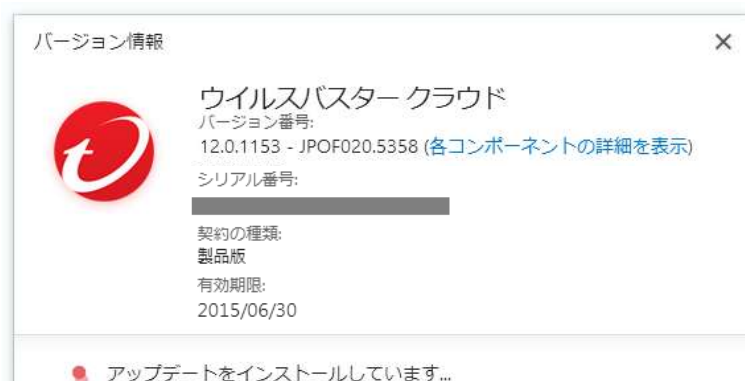 バージョン情報
ウイルスバスター クラウド
バージョン番号:
12.0.1153 - JPOF020.5358 (各コンポーネントの詳細を表示)
シリアル番号:
契約の種類:
製品版
有効期限:
2015/06/30
アップデートをインストールしています...